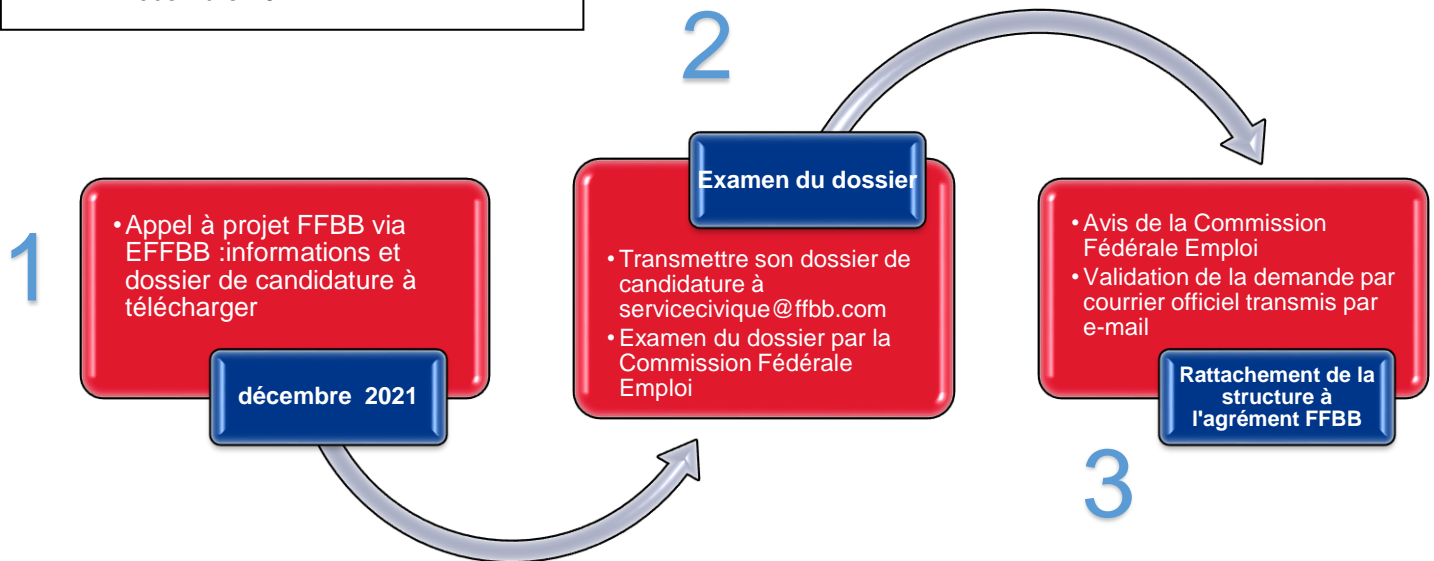 1
•Appel à projet FFBB via
EFFBB :informations et
dossier de candidature à
télécharger
décembre 2021
2
Examen du dossier
•Transmettre son dossier de
candidature à
servicecivique@ffbb.com
•Examen du dossier par la
Commission Fédérale
Emploi
•Avis de la Commission
Fédérale Emploi
•Validation de la demande par
courrier officiel transmis par
e-mail
Rattachement de la
structure à
l'agrément FFBB
3